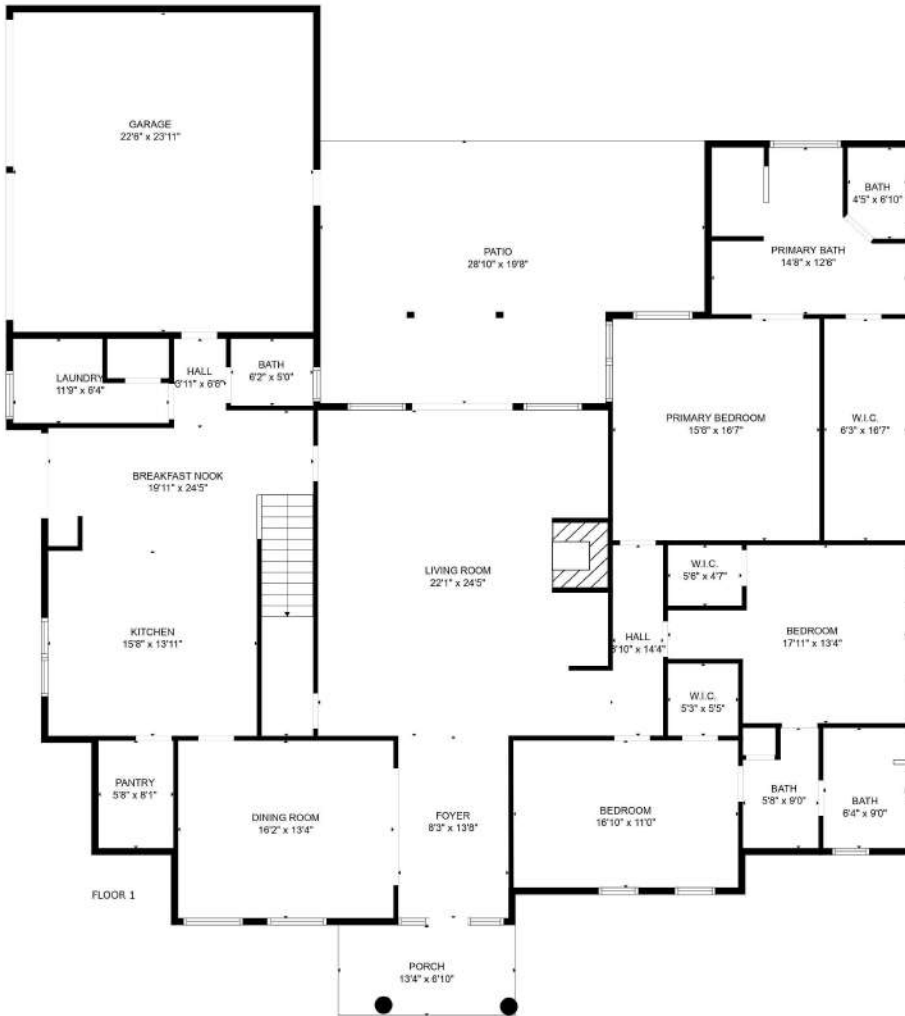 GARAGE
22'6" x 23'11"
BATH
4'5" x 6'10"
PATIO
28'10" x 19'8"
PRIMARY BATH
14'8" x 12'6"
LAUNDRY
11'9" x 6'4"
HALL
3'11" x 6'6"
BATH
6'2" x 5'0"
PRIMARY BEDROOM
15'8" x 16'7"
W.I.C.
6'3" x 16'7"
BREAKFAST NOOK
19'11" x 24'5"
LIVING ROOM
22'1" x 24'5"
W.I.C.
5'6" x 4'7"
KITCHEN
15'8" x 13'11"
HALL
x 14'4"
BEDROOM
17'11" x 13'4"
W.I.C.
5'3" x 5'5"
PANTRY
5'8" x 8'1"
DINING ROOM
16'2" x 13'4"
FOYER
8'3" x 13'8"
BEDROOM
16'10" x 11'0"
BATH
5'8" x 9'0"
BATH
6'4" x 9'0"
FLOOR 1
PORCH
13'4" x 6'10"